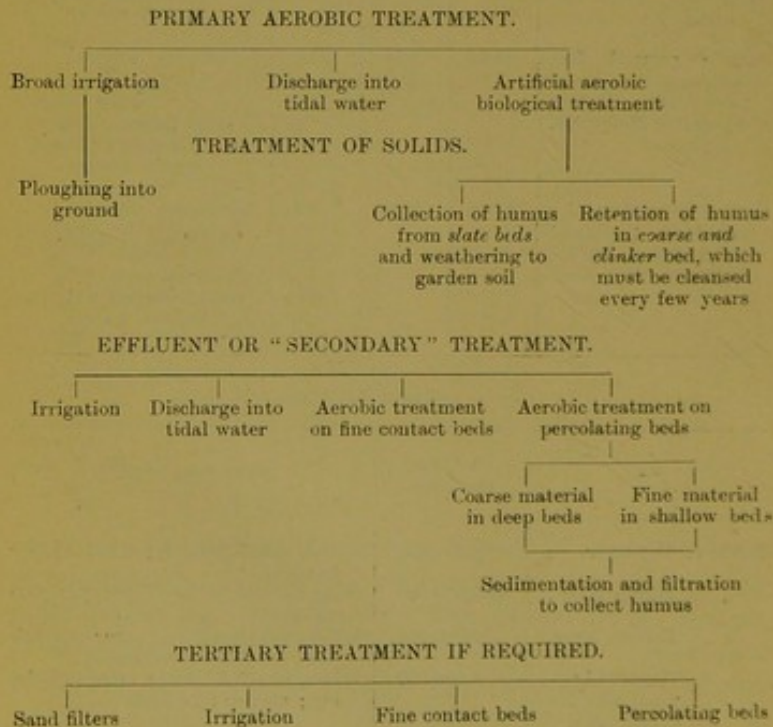 PRIMARY AEROBIC TREATMENT.
Broad irrigation
Discharge into
tidal water
Artificial aerobic
biological treatment
TREATMENT OF SOLIDS.
Ploughing into
ground
Collection of humus
from slate beds
and weathering to
garden soil
Retention of humus
in coarse and
clinker bed, which
must be cleansed
every few years
EFFLUENT OR “SECONDARY” TREATMENT.
Irrigation
Discharge into
tidal water
Aerobic treatment
on fine contact beds
Aerobic treatment on
percolating beds
Coarse material
in deep beds
Fine material
in shallow beds
Sedimentation and filtration
to collect humus
TERTIARY TREATMENT IF REQUIRED.
Sand filters
Irrigation
Fine contact beds
Percolating beds